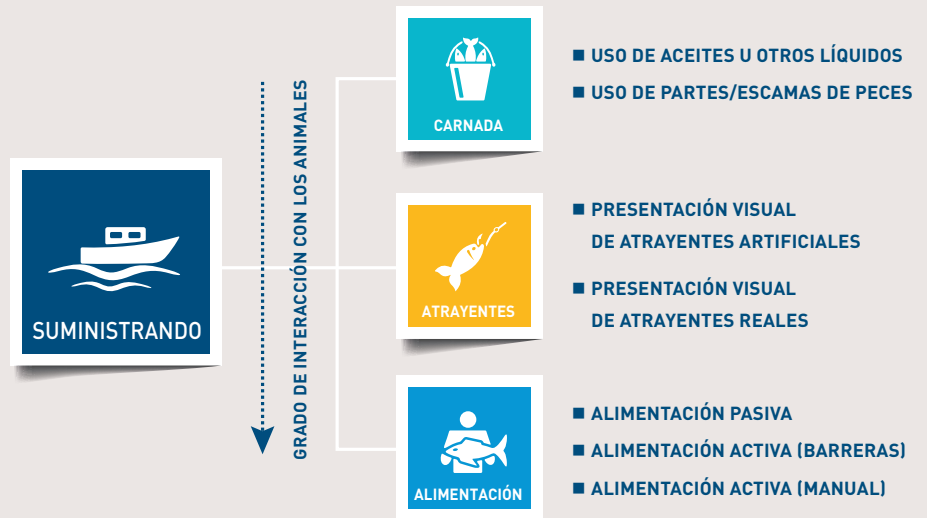 SUMINISTRANDO
GRADO DE INTERACCIÓN CON LOS ANIMALES
CARNADA
■ USO DE ACEITES U OTROS LÍQUIDOS
■ USO DE PARTES/ESCAMAS DE PECES
ATRAYENTES
■ PRESENTACIÓN VISUAL
DE ATRAYENTES ARTIFICIALES
■ PRESENTACIÓN VISUAL
DE ATRAYENTES REALES
ALIMENTACIÓN
■ ALIMENTACIÓN PASIVA
■ ALIMENTACIÓN ACTIVA (BARRERAS)
■ ALIMENTACIÓN ACTIVA (MANUAL)